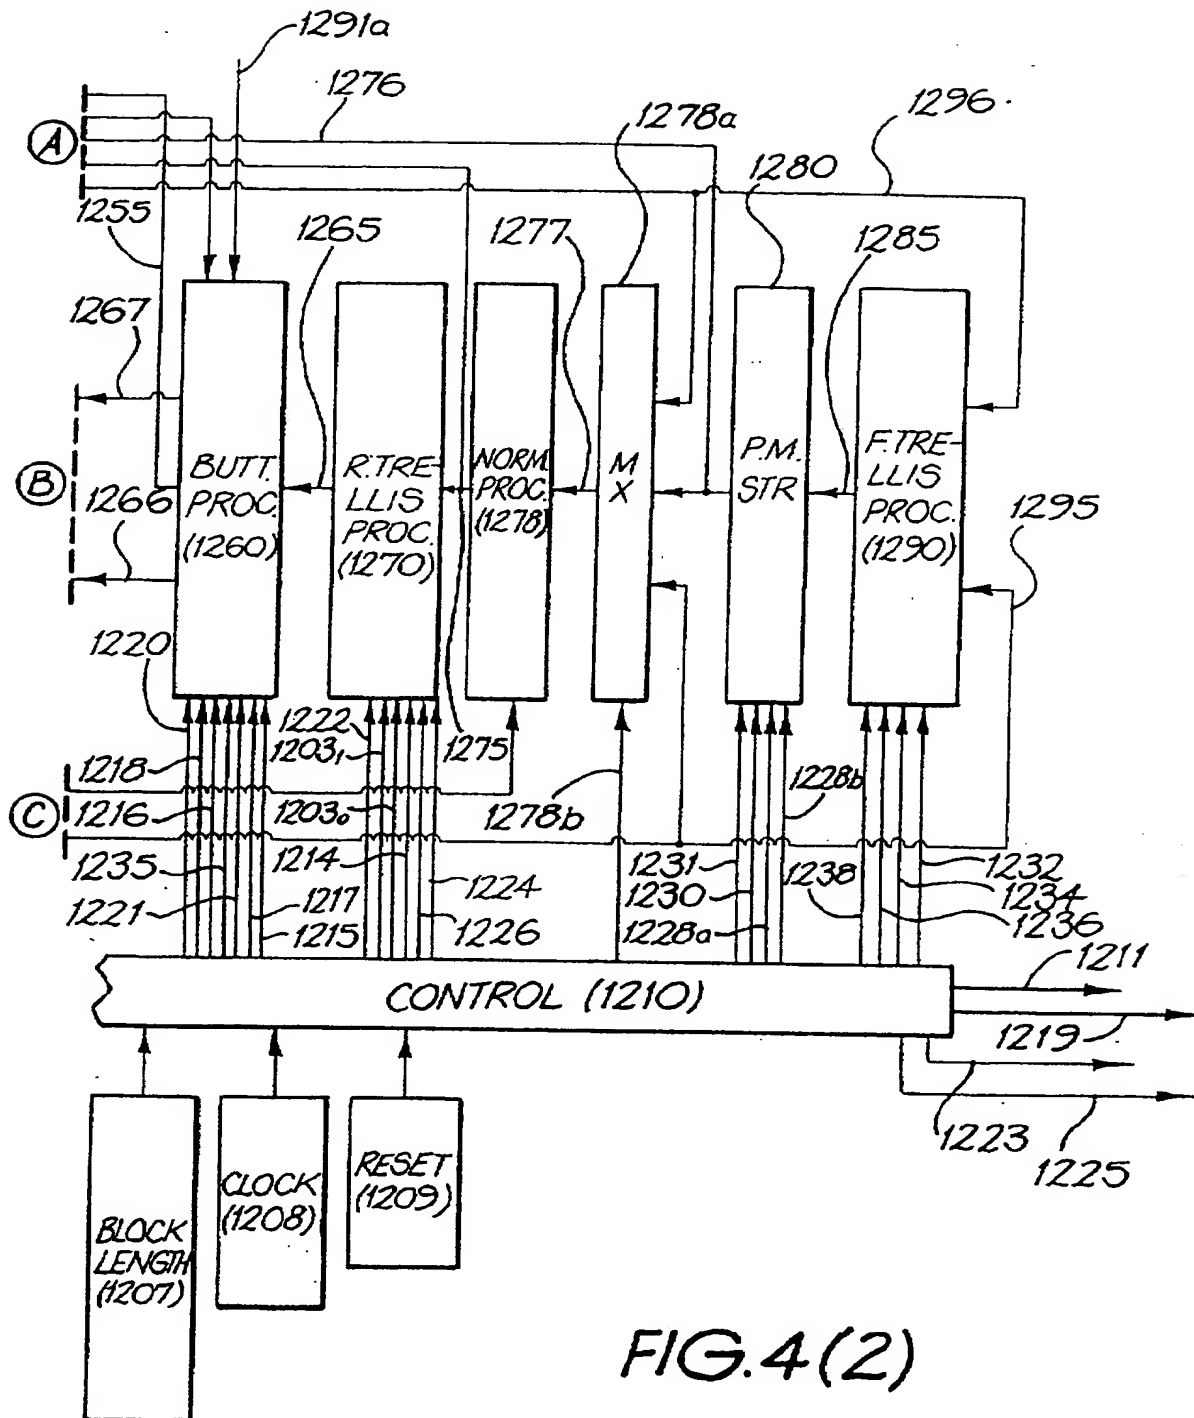 1291a
1276
1296
1278a
A
1280
1255
1265
1277
1285
1267
B
1266
BUTT.
PROC.
(1260)
R.TRE-
LLIS
PROC.
(1270)
NORM.
PROC.
(1278)
M
X
P.M.
STR
F.TRE-
LLIS
PROC.
(1290)
1295
1220
1222
1203₁
1275
1218
C
1216
1203₀
1278b
1228b
1235
1214
1231
1238
1232
1221
1217
1224
1230
1234
1215
1226
1228a
1236
1211
CONTROL (1210)
1219
1223
1225
BLOCK
LENGTH
(1207)
CLOCK
(1208)
RESET
(1209)
FIG.4(2)